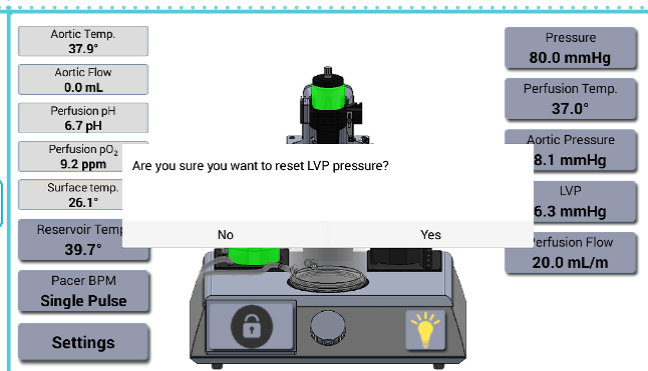 Aortic Temp.
37.9°
Aortic Flow
0.0 mL
Perfusion pH
6.7 pH
Perfusion pO₂
9.2 ppm
Surface temp.
26.1°
Reservoir Temp
39.7°
Pacer BPM
Single Pulse
Settings
Are you sure you want to reset LVP pressure?
No Yes
Pressure
80.0 mmHg
Perfusion Temp.
37.0°
Aortic Pressure
8.1 mmHg
LVP
6.3 mmHg
erfusion Flow
20.0 mL/m